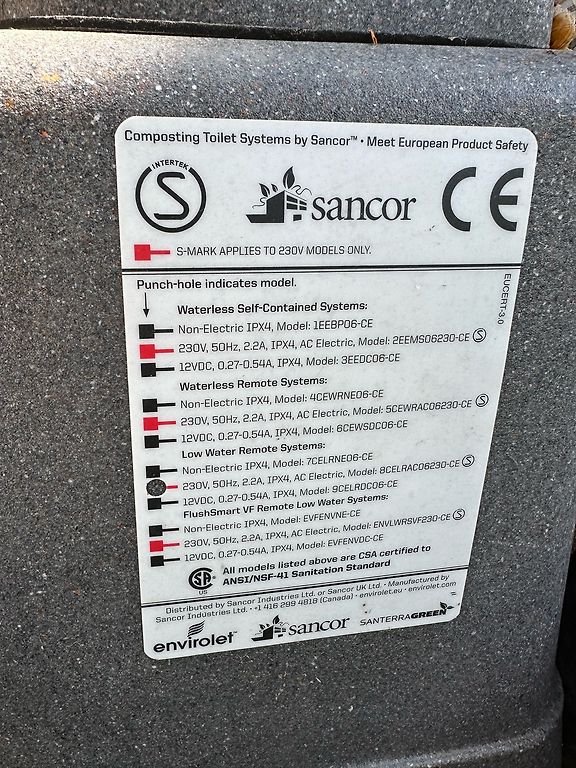 Composting Toilet Systems by Sancor™ • Meet European Product Safety
INTERTEK
S
sancor
CE
S-MARK APPLIES TO 230V MODELS ONLY.
Punch-hole indicates model.
EUCERT-3.0
Waterless Self-Contained Systems:
Non-Electric IPX4, Model: 1EEBP06-CE
230V, 50Hz, 2.2A, IPX4, AC Electric, Model: 2EEMS06230-CE S
12VDC, 0.27-0.54A, IPX4, Model: 3EEDC06-CE
Waterless Remote Systems:
Non-Electric IPX4, Model: 4CEWRNE06-CE
230V, 50Hz, 2.2A, IPX4, AC Electric, Model: 5CEWRAC06230-CE S
12VDC, 0.27-0.54A, IPX4, Model: 6CEWSDC06-CE
Low Water Remote Systems:
Non-Electric IPX4, Model: 7CELRNE06-CE
230V, 50Hz, 2.2A, IPX4, AC Electric, Model: 8CELRAC06230-CE S
12VDC, 0.27-0.54A, IPX4, Model: 9CELRDC06-CE
FlushSmart VF Remote Low Water Systems:
Non-Electric IPX4, Model: EVFENVNE-CE
230V, 50Hz, 2.2A, IPX4, AC Electric, Model: ENVLWRSVF230-CE S
12VDC, 0.27-0.54A, IPX4, Model: EVFENVDC-CE
All models listed above are CSA certified to
ANSI/NSF-41 Sanitation Standard
SA
US
Distributed by Sancor Industries Ltd. or Sancor UK Ltd. • Manufactured by
Sancor Industries Ltd. • +1 416 299 4818 (Canada) • envirolet.eu • envirolet.com
envirolet™
sancor
SANTERRAGREEN